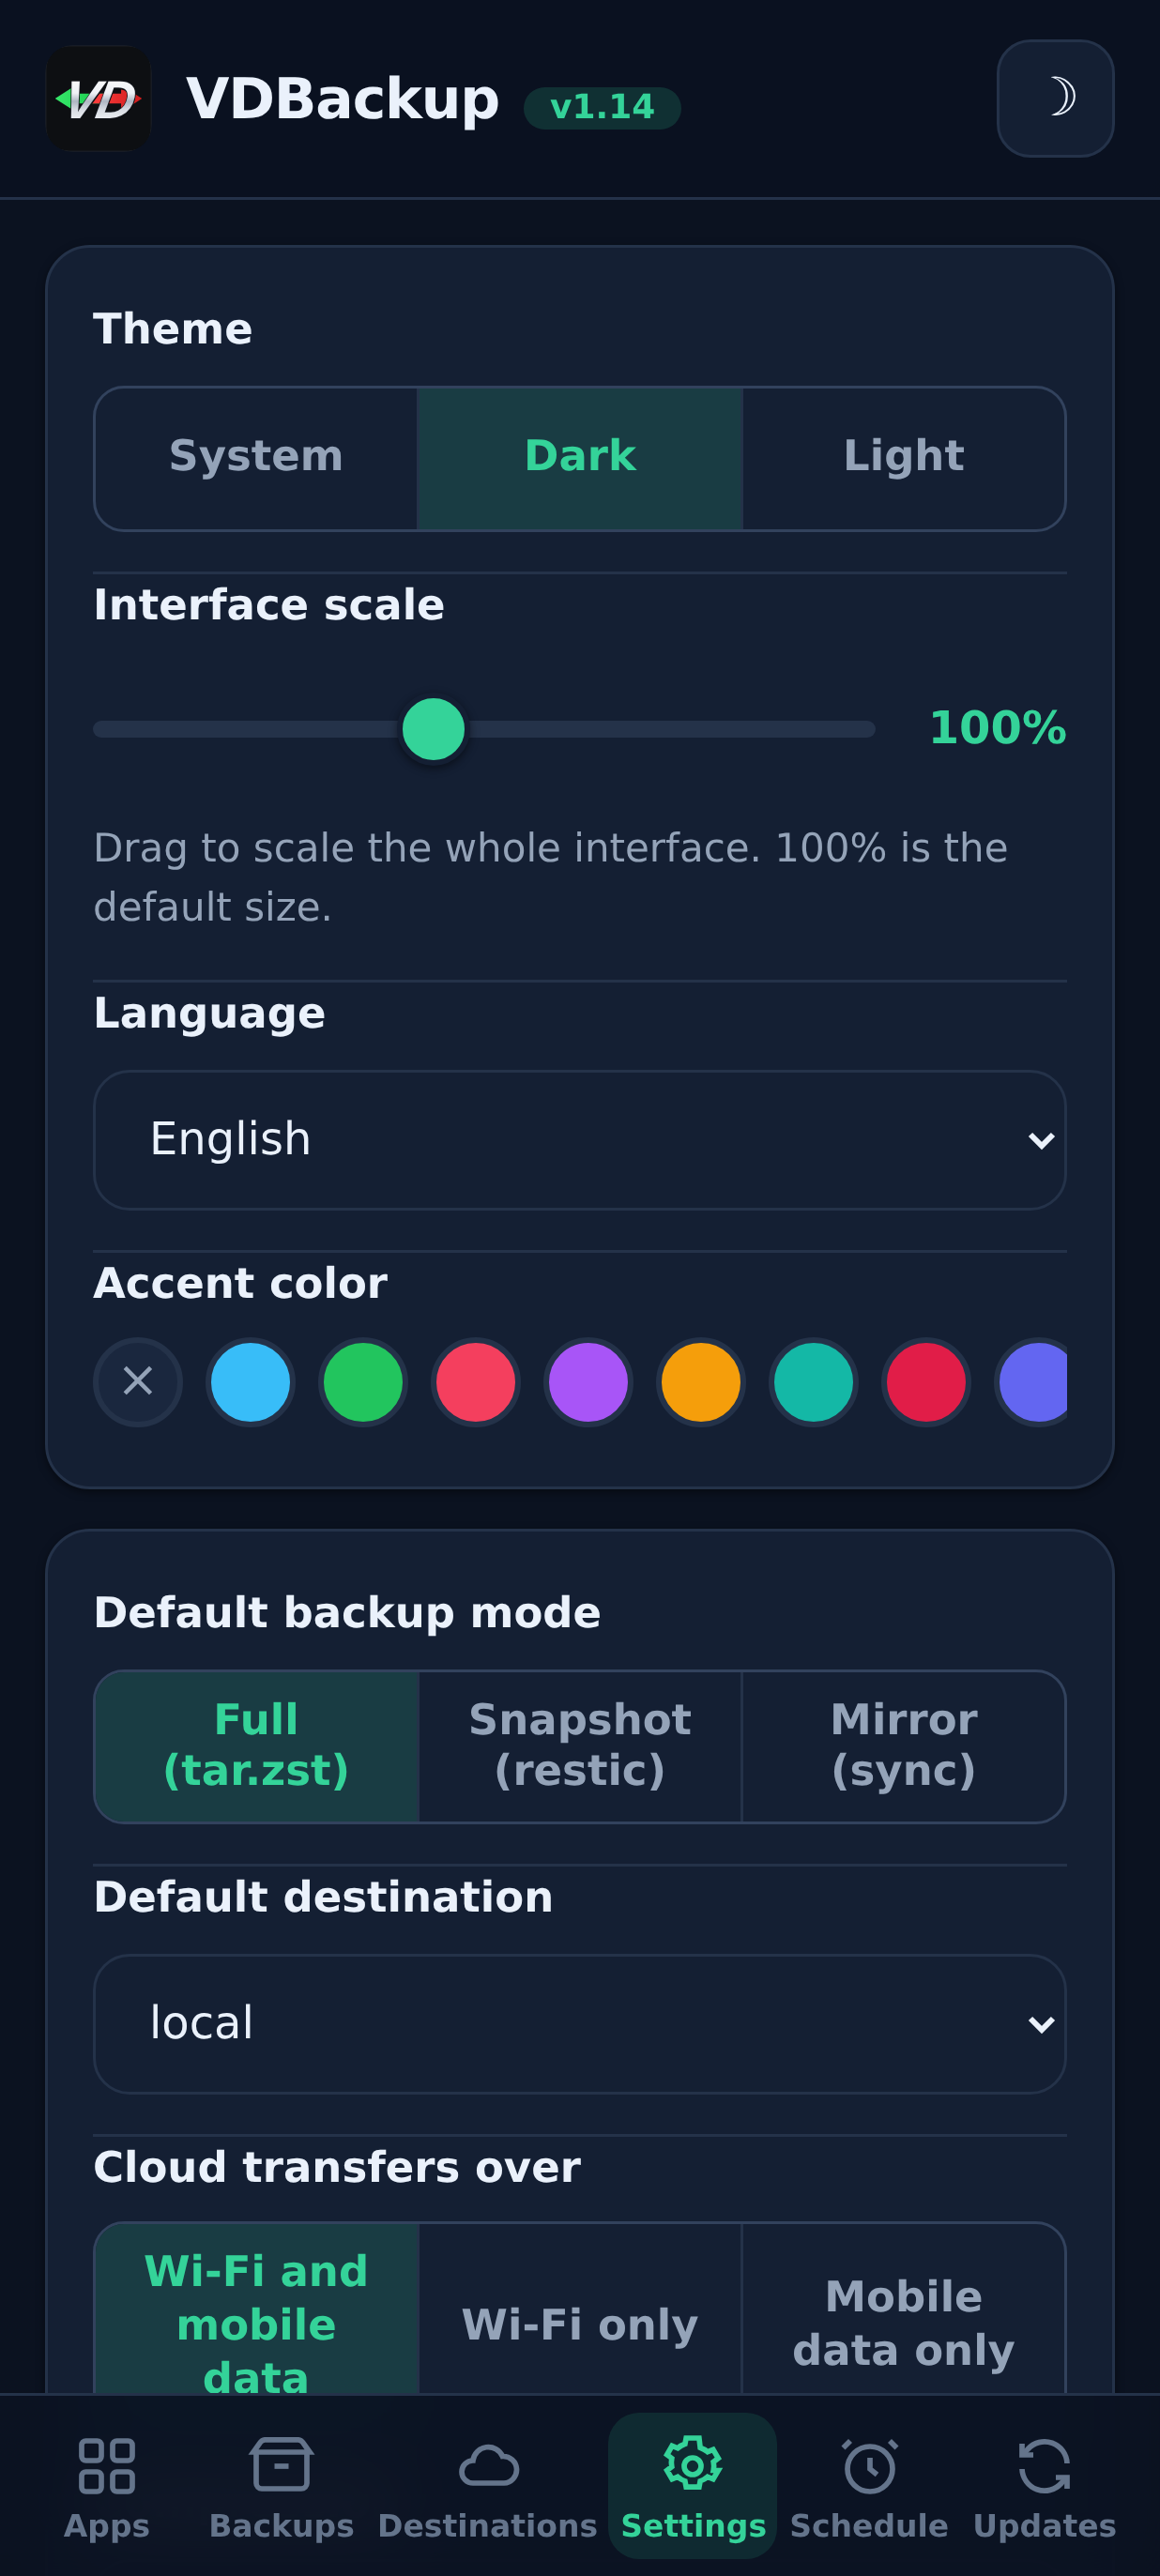 VD
VDBackup v1.14
Theme
System Dark Light
Interface scale
100%
Drag to scale the whole interface. 100% is the
default size.
Language
English
Accent color
Default backup mode
Full
(tar.zst)
Snapshot
(restic)
Mirror
(sync)
Default destination
local
Cloud transfers over
Wi-Fi and
mobile
data
Wi-Fi only
Mobile
data only
Apps Backups Destinations Settings Schedule Updates